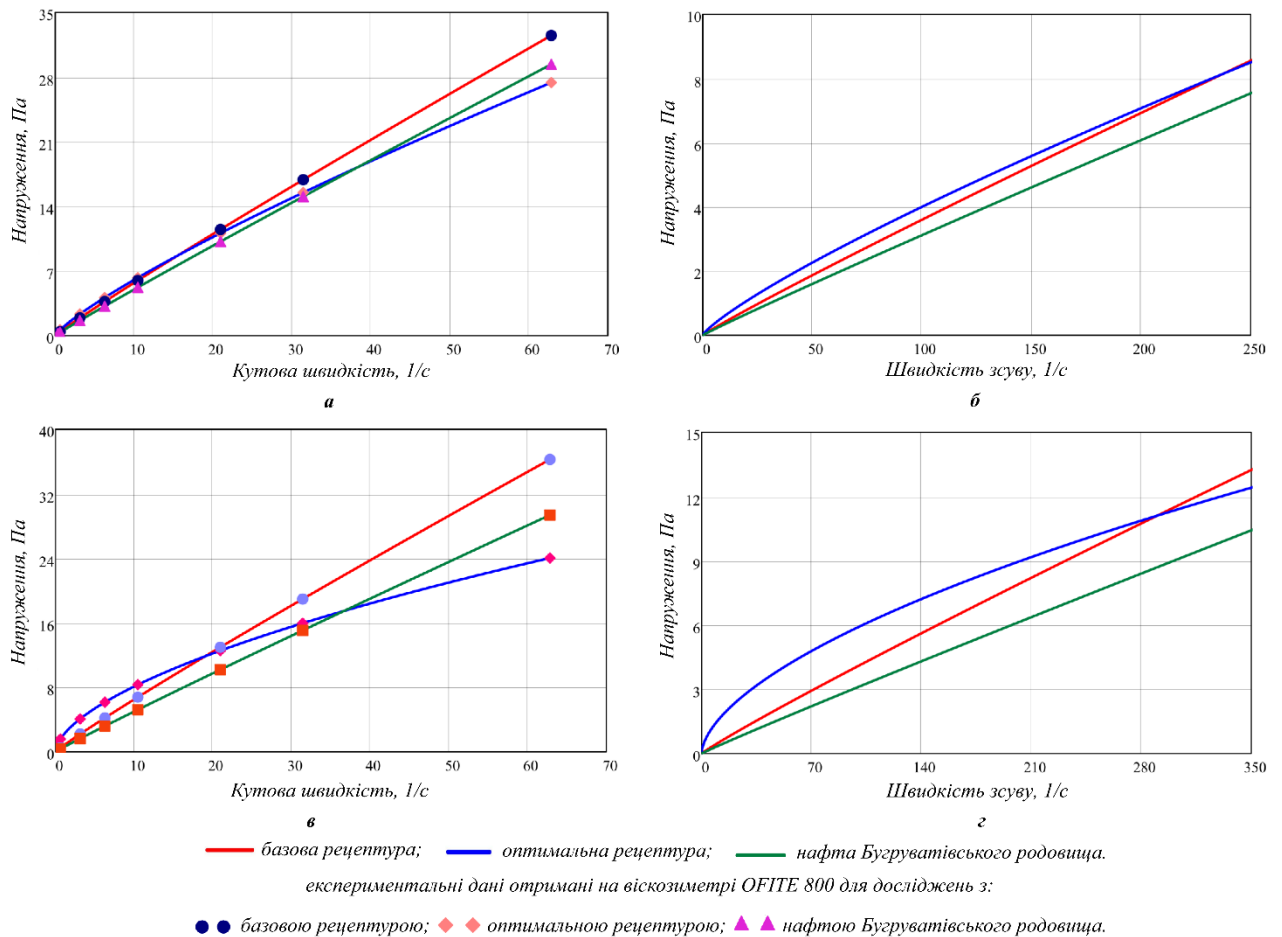 35
28
21
14
7
0
Напруження, Па
0 10 20 30 40 50 60 70
Кутова швидкість, 1/с
а
10
8
6
4
2
0
Напруження, Па
0 50 100 150 200 250
Швидкість зсуву, 1/с
б
40
32
24
16
8
0
Напруження, Па
0 10 20 30 40 50 60 70
Кутова швидкість, 1/с
в
15
12
9
6
3
0
Напруження, Па
0 70 140 210 280 350
Швидкість зсуву, 1/с
г
базова рецептура; оптимальна рецептура; нафта Бугруватівського родовища.
експериментальні дані отримані на віскозиметрі OFITE 800 для досліджень з:
базовою рецептурою; оптимальною рецептурою; нафтою Бугруватівського родовища.